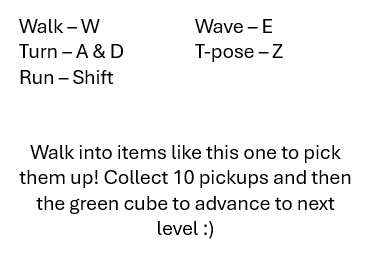 Walk – W
Turn – A & D
Run – Shift
Wave – E
T-pose – Z
Walk into items like this one to pick
them up! Collect 10 pickups and then
the green cube to advance to next
level :)